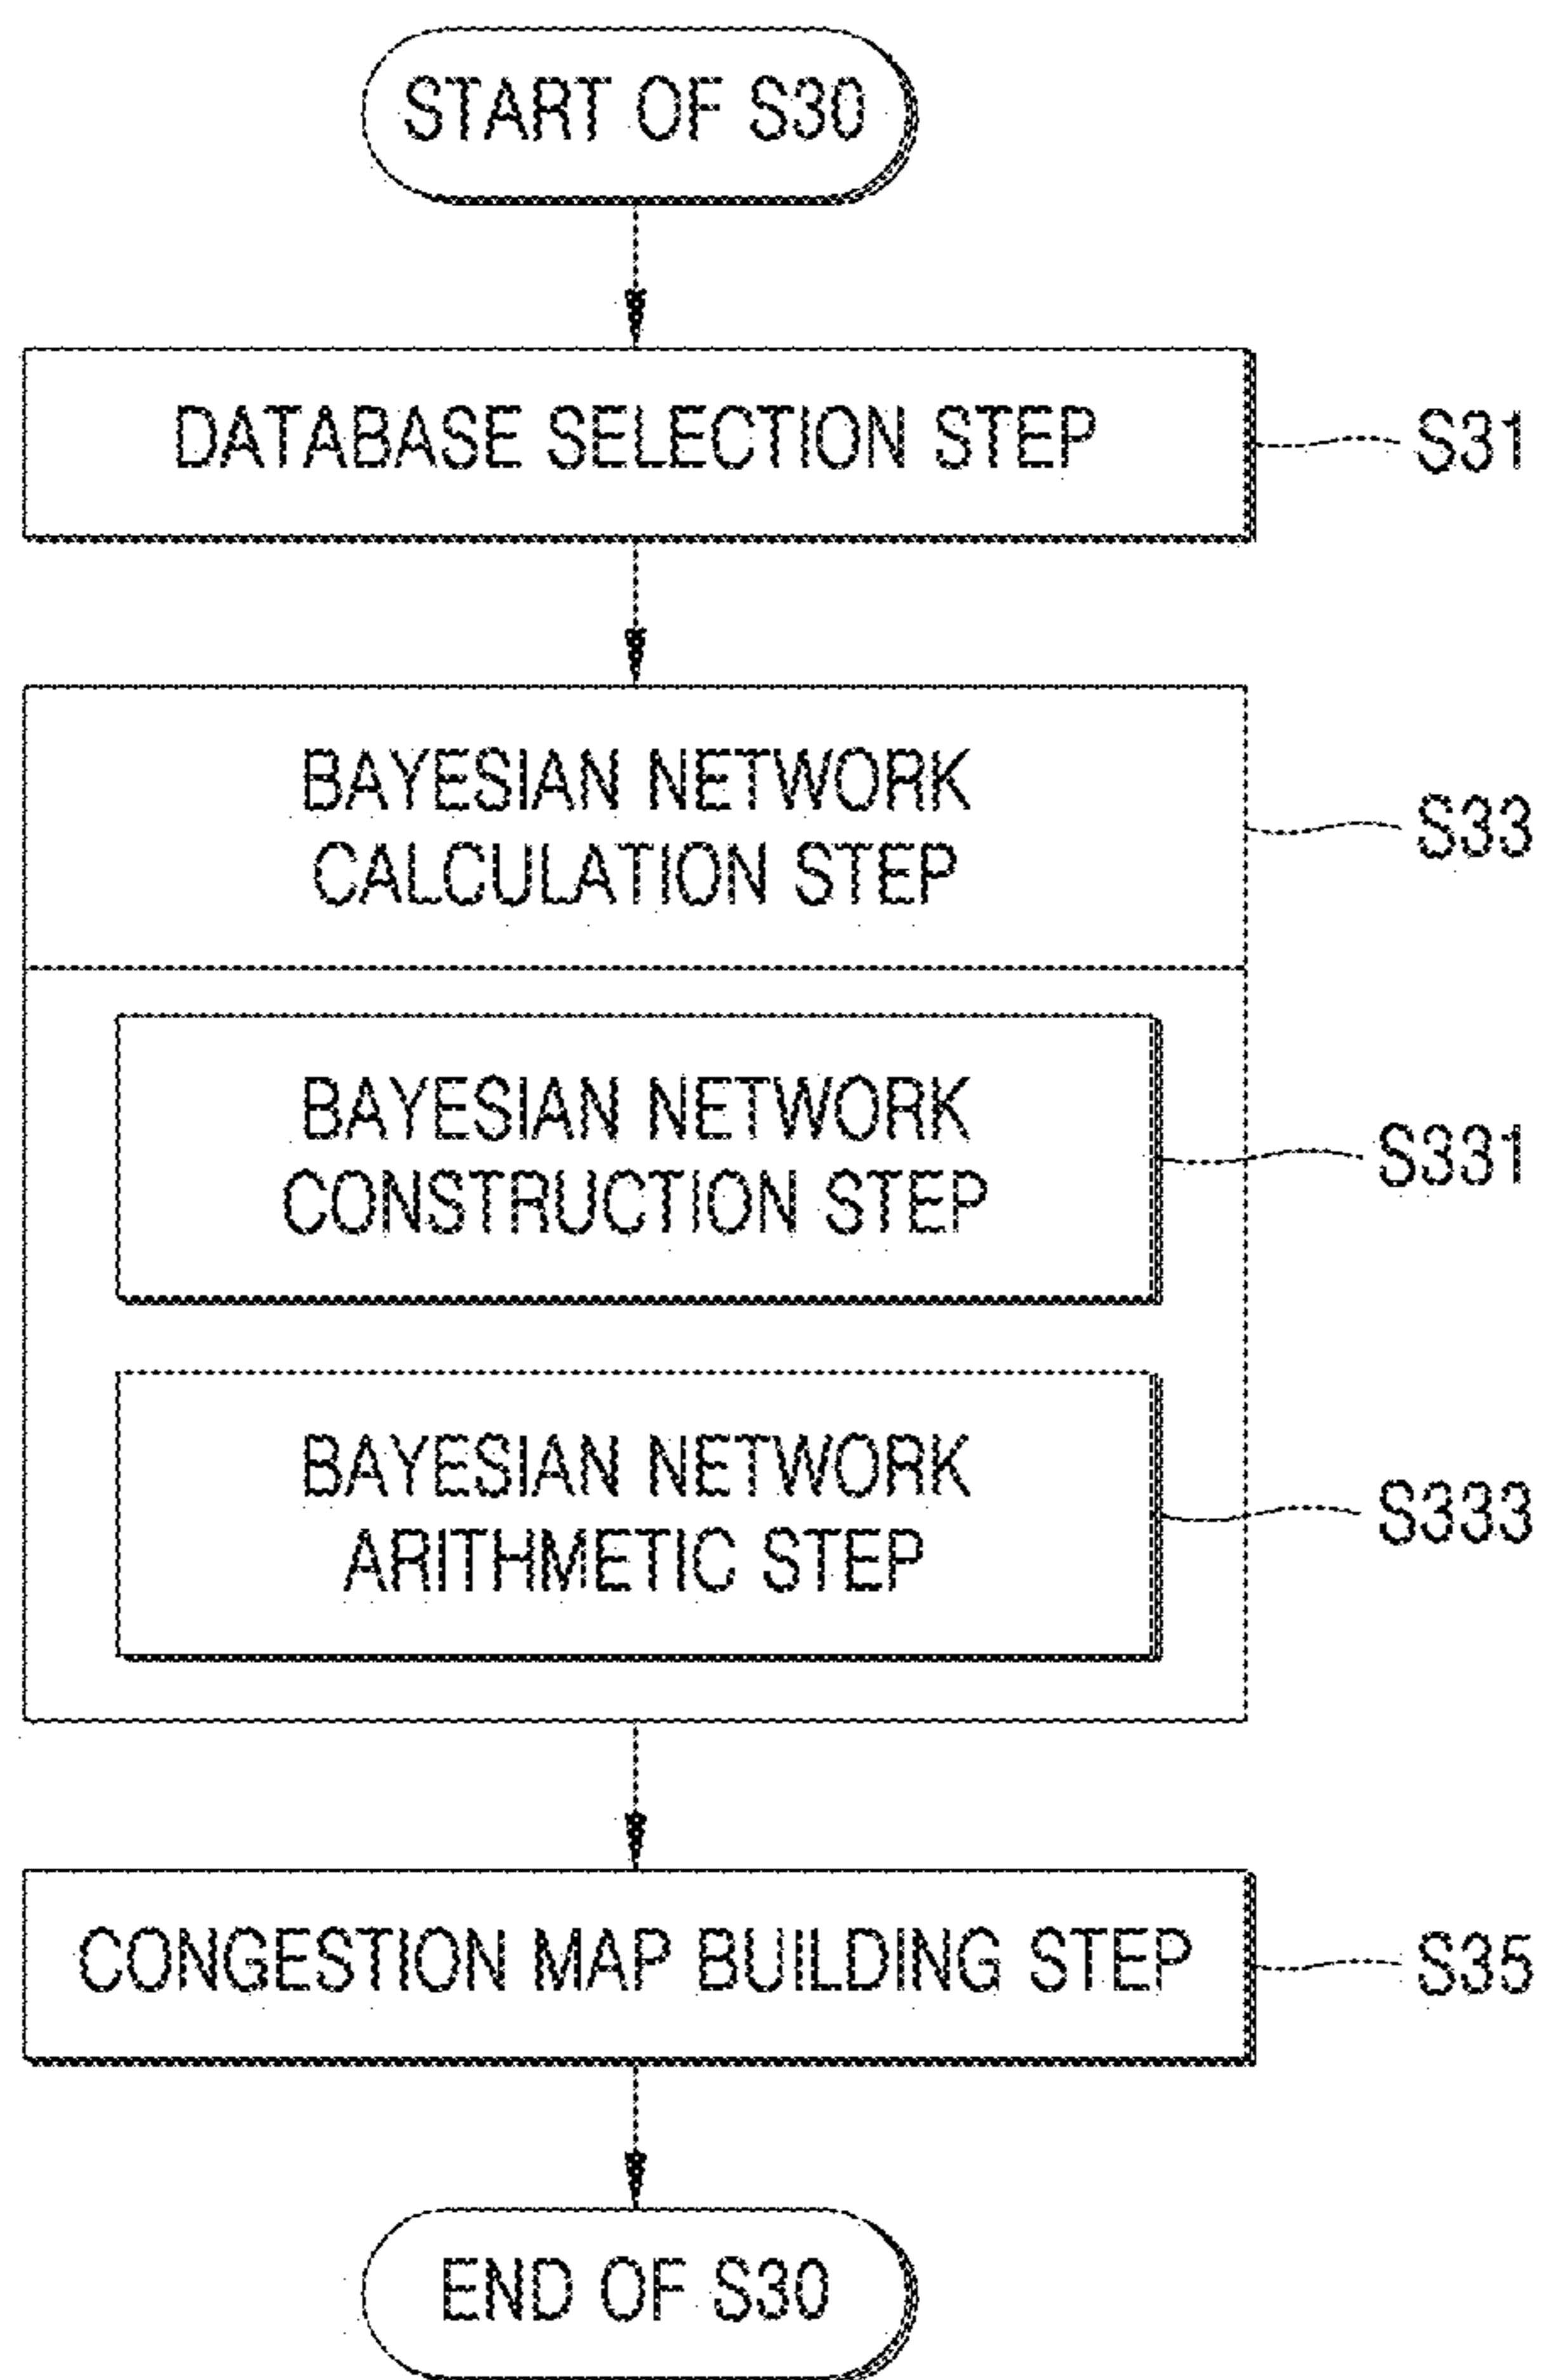 START OF S30
DATABASE SELECTION STEP
S31
BAYESIAN NETWORK
CALCULATION STEP
S33
BAYESIAN NETWORK
CONSTRUCTION STEP
S331
BAYESIAN NETWORK
ARITHMETIC STEP
S333
CONGESTION MAP BUILDING STEP
S35
END OF S30